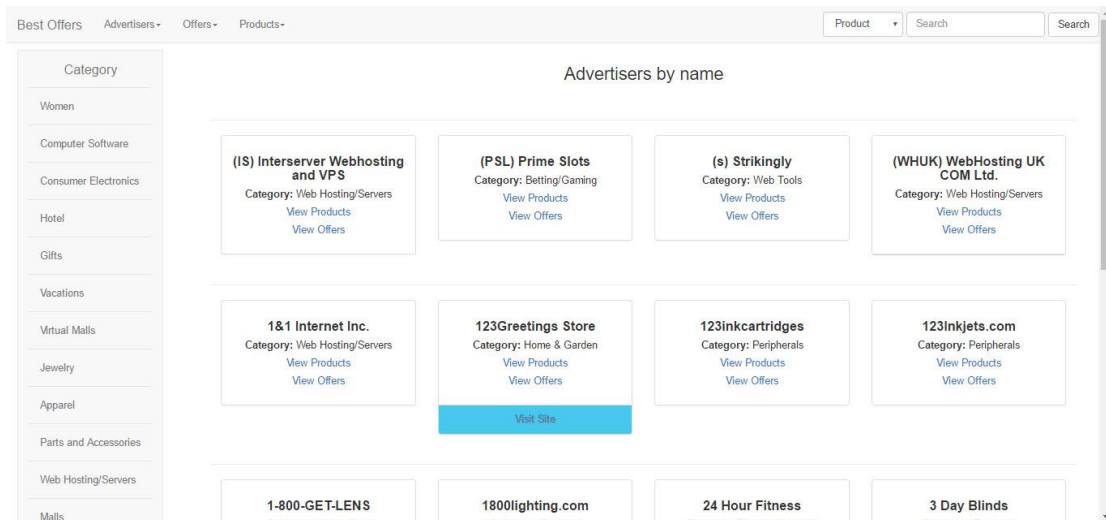 Best Offers Advertisers Offers Products Product Search Search
Category
Women
Computer Software
Consumer Electronics
Hotel
Gifts
Vacations
Virtual Malls
Jewelry
Apparel
Parts and Accessories
Web Hosting/Servers
Malls
Advertisers by name
(IS) Interserver Webhosting
and VPS
Category: Web Hosting/Servers
View Products
View Offers
(PSL) Prime Slots
Category: Betting/Gaming
View Products
View Offers
(s) Strikingly
Category: Web Tools
View Products
View Offers
(WHUK) WebHosting UK
COM Ltd.
Category: Web Hosting/Servers
View Products
View Offers
1&1 Internet Inc.
Category: Web Hosting/Servers
View Products
View Offers
123Greetings Store
Category: Home & Garden
View Products
View Offers
Visit Site
123inkcartridges
Category: Peripherals
View Products
View Offers
123Inkjets.com
Category: Peripherals
View Products
View Offers
1-800-GET-LENS
1800lighting.com
24 Hour Fitness
3 Day Blinds